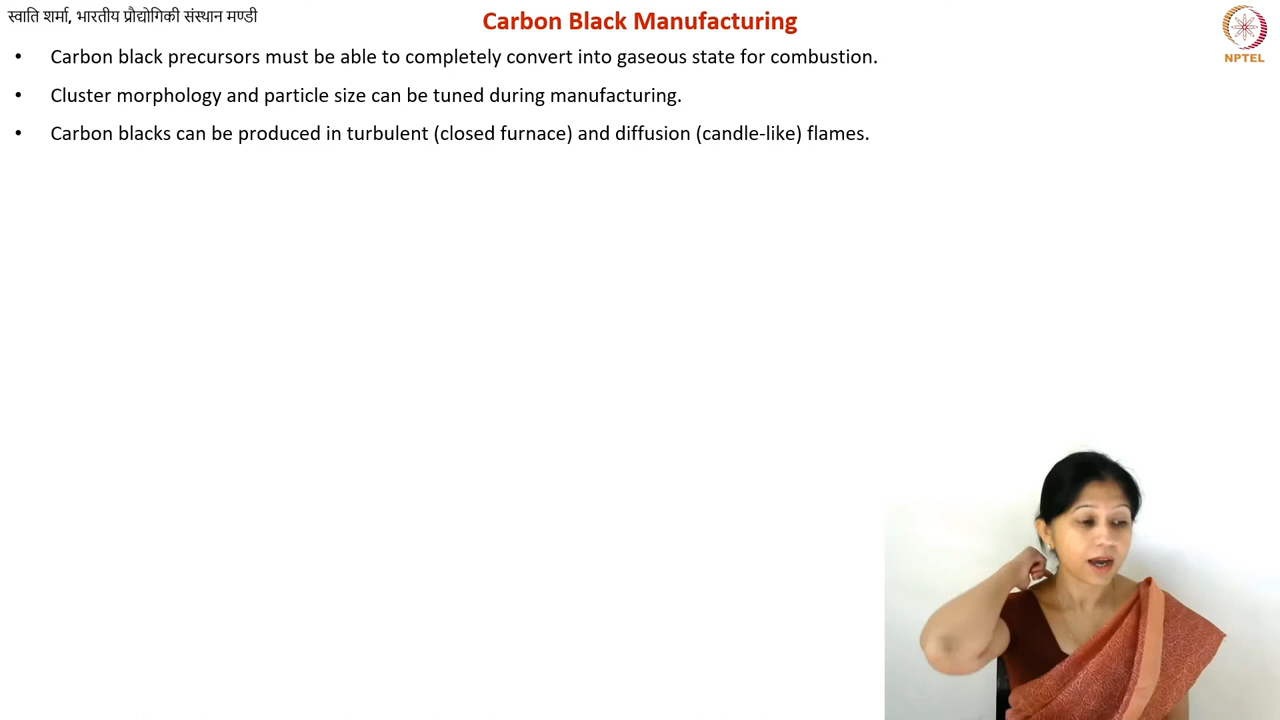 स्वाति शर्मा, भारतीय प्रौद्योगिकी संस्थान मण्डी
Carbon Black Manufacturing
NPTEL
• Carbon black precursors must be able to completely convert into gaseous state for combustion.
• Cluster morphology and particle size can be tuned during manufacturing.
• Carbon blacks can be produced in turbulent (closed furnace) and diffusion (candle-like) flames.